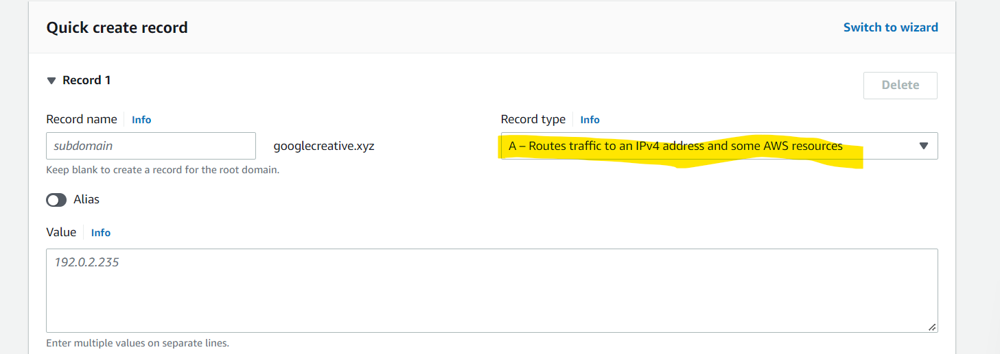 Quick create record
Switch to wizard
Record 1
Delete
Record name Info
Record type Info
subdomain
googlecreative.xyz
A – Routes traffic to an IPv4 address and some AWS resources
Keep blank to create a record for the root domain.
Alias
Value Info
192.0.2.235
Enter multiple values on separate lines.